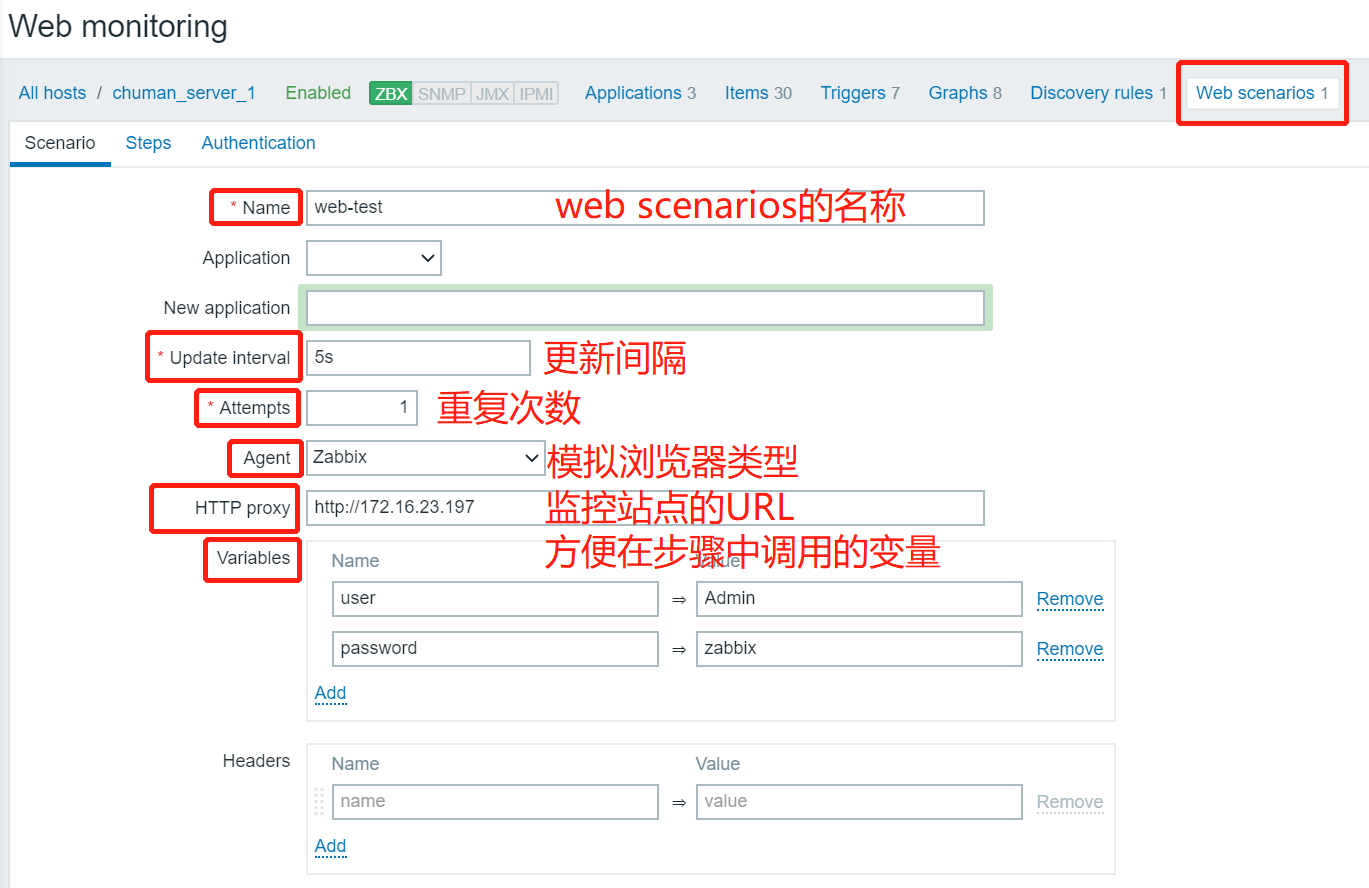 Web monitoring
All hosts / chuman_server_1 Enabled ZBX SNMP JMX IPMI Applications 3 Items 30 Triggers 7 Graphs 8 Discovery rules 1 Web scenarios 1
Scenario Steps Authentication
* Name web-test web scenarios的名称
Application
New application
* Update interval 5s 更新间隔
* Attempts 1 重复次数
Agent Zabbix 模拟浏览器类型
HTTP proxy http://172.16.23.197 监控站点的URL
Variables Name Value 方便在步骤中调用的变量
user ⇒ Admin Remove
password ⇒ zabbix Remove
Add
Headers Name Value
name ⇒ value Remove
Add